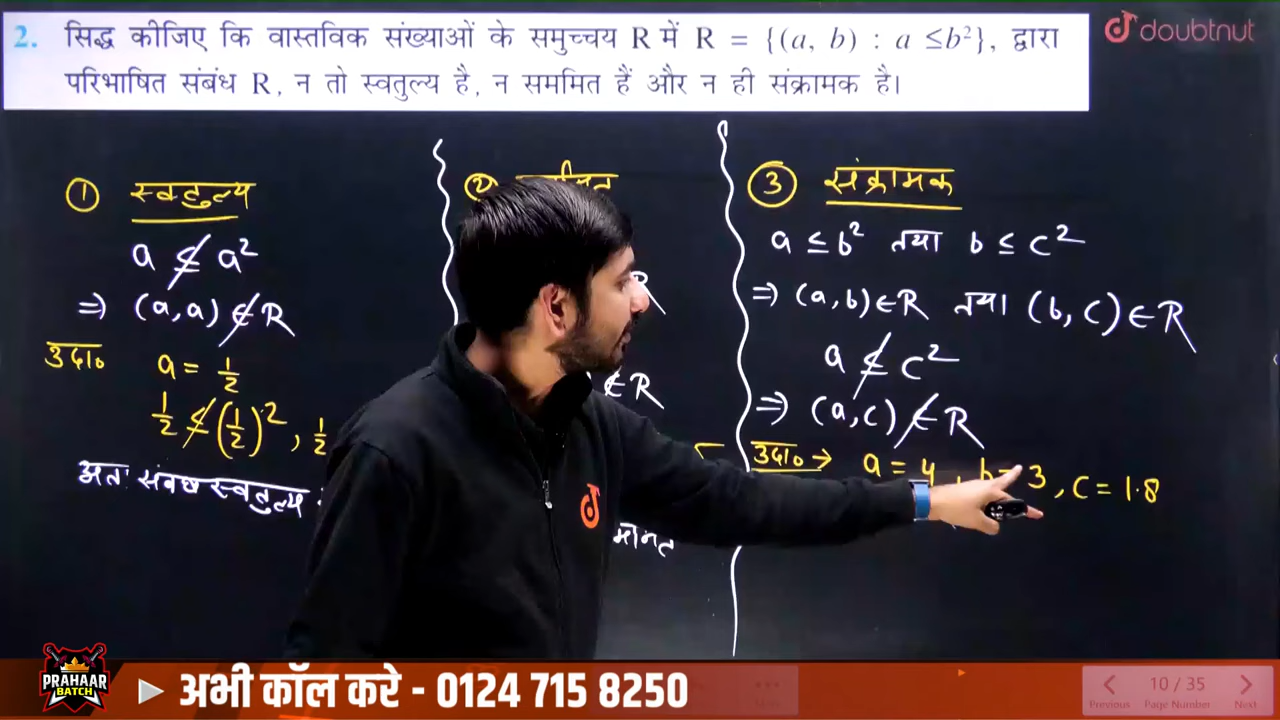 2. सिद्ध कीजिए कि वास्तविक संख्याओं के समुच्चय R में R = {(a, b) : a ≤b²}, द्वारा
परिभाषित संबंध R, न तो स्वतुल्य है, न सममित हैं और न ही संक्रामक है।
doubtnut
① स्वतुल्य
a ≰ a²
⇒ (a,a) ∉ R
उदा० a = 1/2
1/2 ≰ (1/2)², 1/2
अतः संबंध स्वतुल्य
②
R
∉ R
③ संक्रामक
a ≤ b² तथा b ≤ c²
⇒ (a,b) ∈ R तथा (b, c) ∈ R
a ≰ c²
⇒ (a,c) ∉ R
उदा० → a = 4, b = 3, c = 1.8
PRAHAAR
BATCH
अभी कॉल करे - 0124 715 8250
10 / 35
Previous Page Number Next